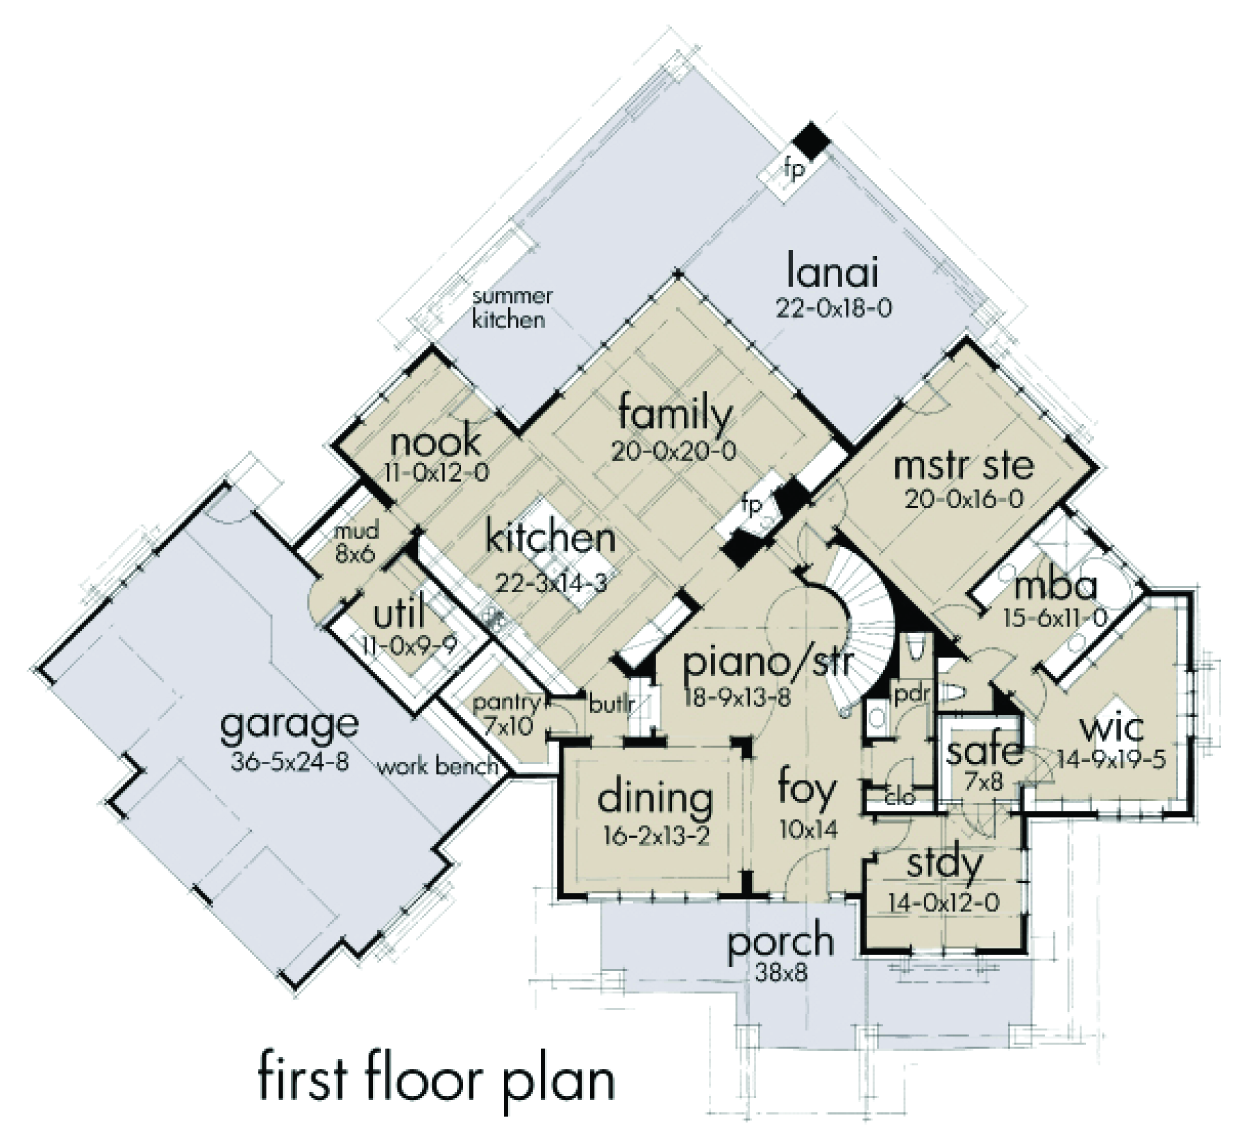 fp
lanai
22-0x18-0
summer
kitchen
family
20-0x20-0
nook
11-0x12-0
mstr ste
20-0x16-0
fp
mud
8x6
kitchen
22-3x14-3
util
11-0x9-9
mba
15-6x11-0
piano/str
18-9x13-8
pdr
pantry
7x10
butlr
garage
36-5x24-8
work bench
wic
14-9x19-5
safe
7x8
dining
16-2x13-2
foy
10x14
clo
stdy
14-0x12-0
porch
38x8
first floor plan